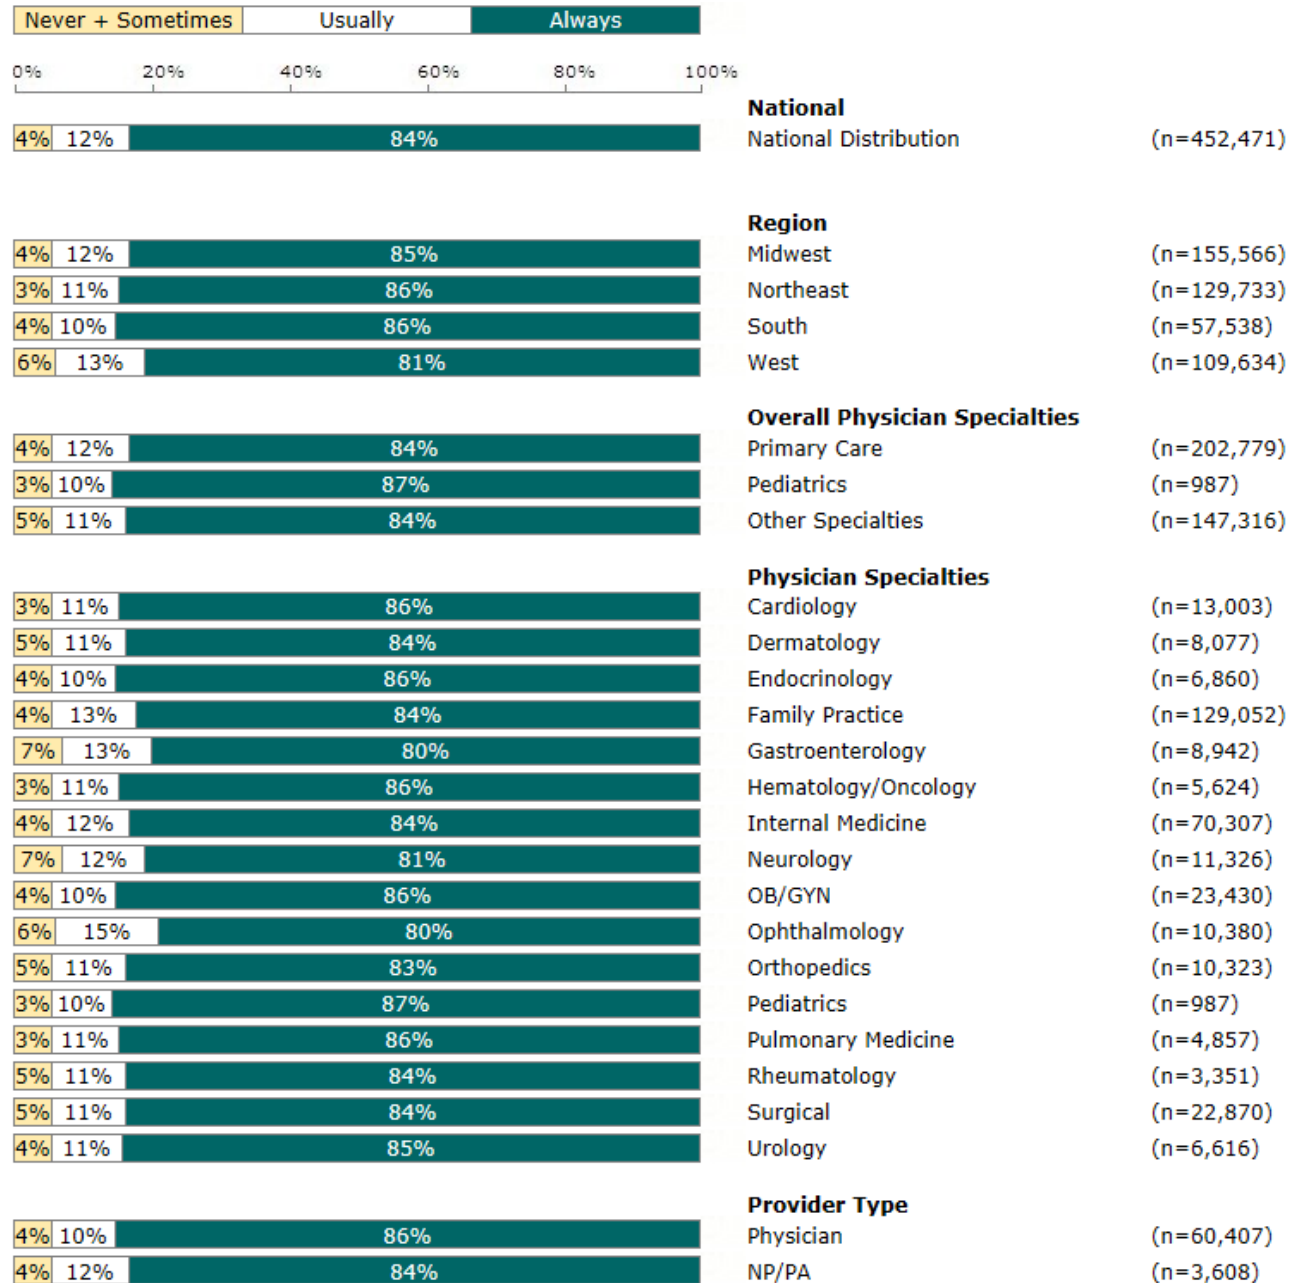 Never + Sometimes Usually Always
0% 20% 40% 60% 80% 100%
National
4% 12% 84% National Distribution (n=452,471)
Region
4% 12% 85% Midwest (n=155,566)
3% 11% 86% Northeast (n=129,733)
4% 10% 86% South (n=57,538)
6% 13% 81% West (n=109,634)
Overall Physician Specialties
4% 12% 84% Primary Care (n=202,779)
3% 10% 87% Pediatrics (n=987)
5% 11% 84% Other Specialties (n=147,316)
Physician Specialties
3% 11% 86% Cardiology (n=13,003)
5% 11% 84% Dermatology (n=8,077)
4% 10% 86% Endocrinology (n=6,860)
4% 13% 84% Family Practice (n=129,052)
7% 13% 80% Gastroenterology (n=8,942)
3% 11% 86% Hematology/Oncology (n=5,624)
4% 12% 84% Internal Medicine (n=70,307)
7% 12% 81% Neurology (n=11,326)
4% 10% 86% OB/GYN (n=23,430)
6% 15% 80% Ophthalmology (n=10,380)
5% 11% 83% Orthopedics (n=10,323)
3% 10% 87% Pediatrics (n=987)
3% 11% 86% Pulmonary Medicine (n=4,857)
5% 11% 84% Rheumatology (n=3,351)
5% 11% 84% Surgical (n=22,870)
4% 11% 85% Urology (n=6,616)
Provider Type
4% 10% 86% Physician (n=60,407)
4% 12% 84% NP/PA (n=3,608)